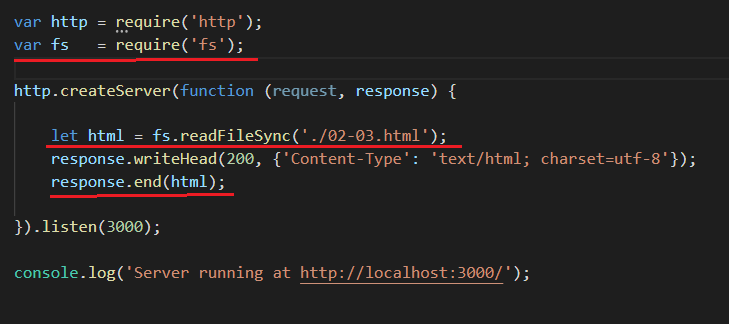 var http = require('http');
var fs   = require('fs');
http.createServer(function (request, response) {
let html = fs.readFileSync('./02-03.html');
response.writeHead(200, {'Content-Type': 'text/html; charset=utf-8'});
response.end(html);
}).listen(3000);
console.log('Server running at http://localhost:3000/');